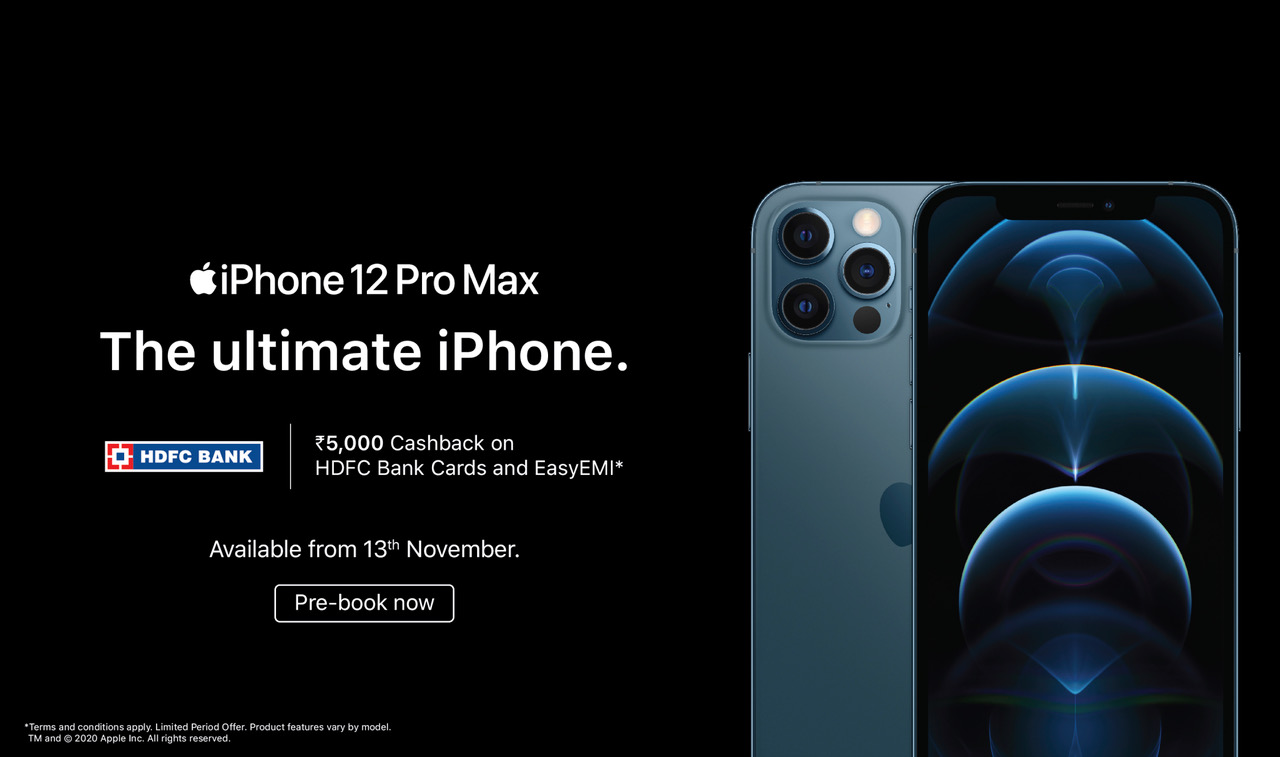 iPhone 12 Pro Max
The ultimate iPhone.
HDFC BANK
₹5,000 Cashback on
HDFC Bank Cards and EasyEMI*
Available from 13th November.
Pre-book now
*Terms and conditions apply. Limited Period Offer. Product features vary by model.
TM and © 2020 Apple Inc. All rights reserved.